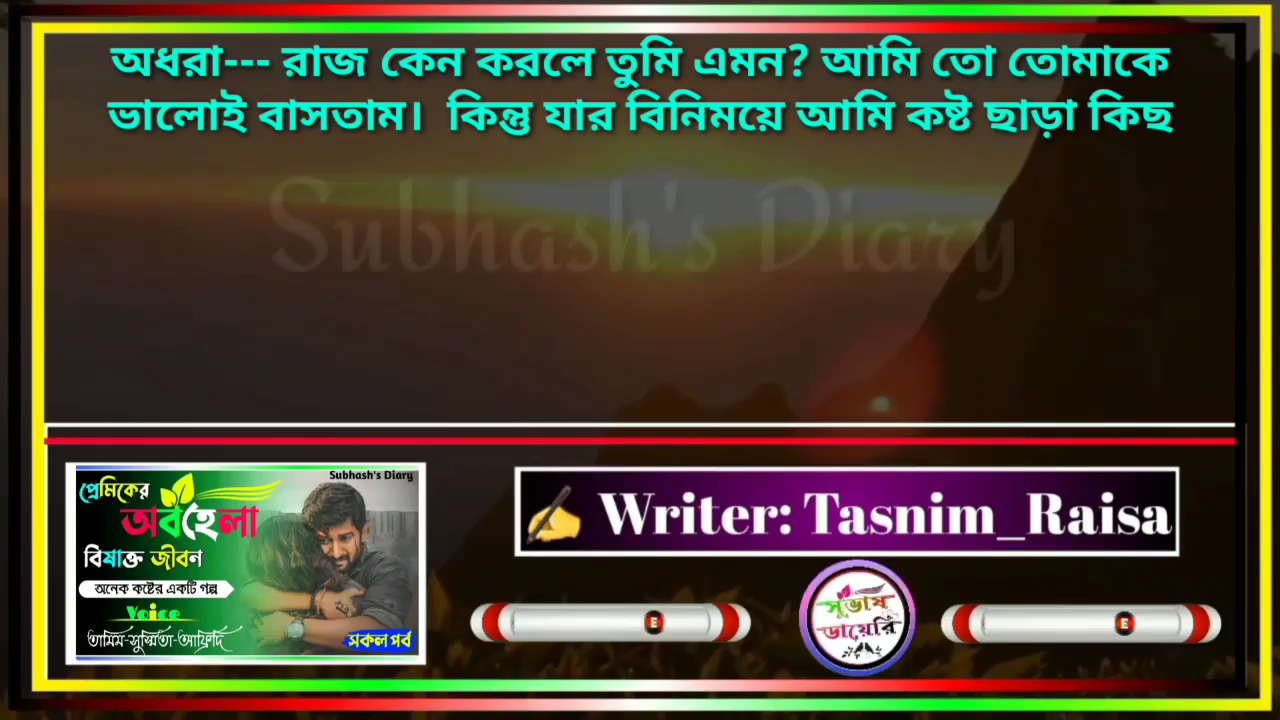 অধরা--- রাজ কেন করলে তুমি এমন? আমি তো তোমাকে
ভালোই বাসতাম। কিন্তু যার বিনিময়ে আমি কষ্ট ছাড়া কিছ
Subhash's Diary
Subhash's Diary
প্রেমিকের
অবহেলা
বিষাক্ত জীবন
অনেক কষ্টের একটি গল্প
Voice
তামিম-সুস্মিতা-আফ্রিদি
সকল পর্ব
✍ Writer: Tasnim_Raisa
E
সুভাষ
ডায়েরি
E